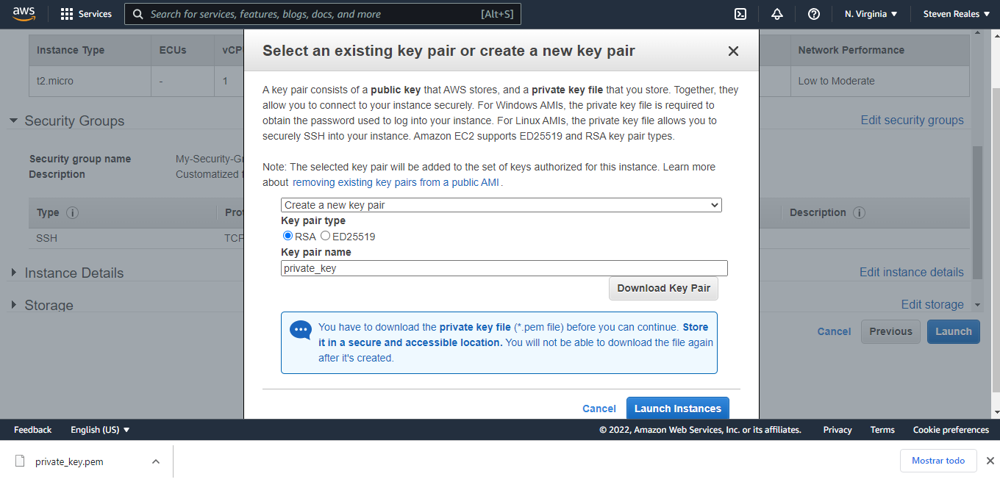 aws Services Search for services, features, blogs, docs, and more [Alt+S] N. Virginia ▼ Steven Reales ▼
Select an existing key pair or create a new key pair
Instance Type ECUs vCP Network Performance
t2.micro - 1 Low to Moderate
A key pair consists of a public key that AWS stores, and a private key file that you store. Together, they
allow you to connect to your instance securely. For Windows AMIs, the private key file is required to
obtain the password used to log into your instance. For Linux AMIs, the private key file allows you to
securely SSH into your instance. Amazon EC2 supports ED25519 and RSA key pair types.
Security Groups Edit security groups
Security group name My-Security-Gr
Description Customatized t
Note: The selected key pair will be added to the set of keys authorized for this instance. Learn more
about removing existing key pairs from a public AMI .
Create a new key pair
Type Prot Description
Key pair type
RSA ED25519
SSH TCP
Key pair name
private_key
Instance Details Edit instance details
Download Key Pair
Storage Edit storage
You have to download the private key file (*.pem file) before you can continue. Store
it in a secure and accessible location. You will not be able to download the file again
after it's created.
Cancel Previous Launch
Cancel Launch Instances
Feedback English (US) ▼ © 2022, Amazon Web Services, Inc. or its affiliates. Privacy Terms Cookie preferences
private_key.pem Mostrar todo